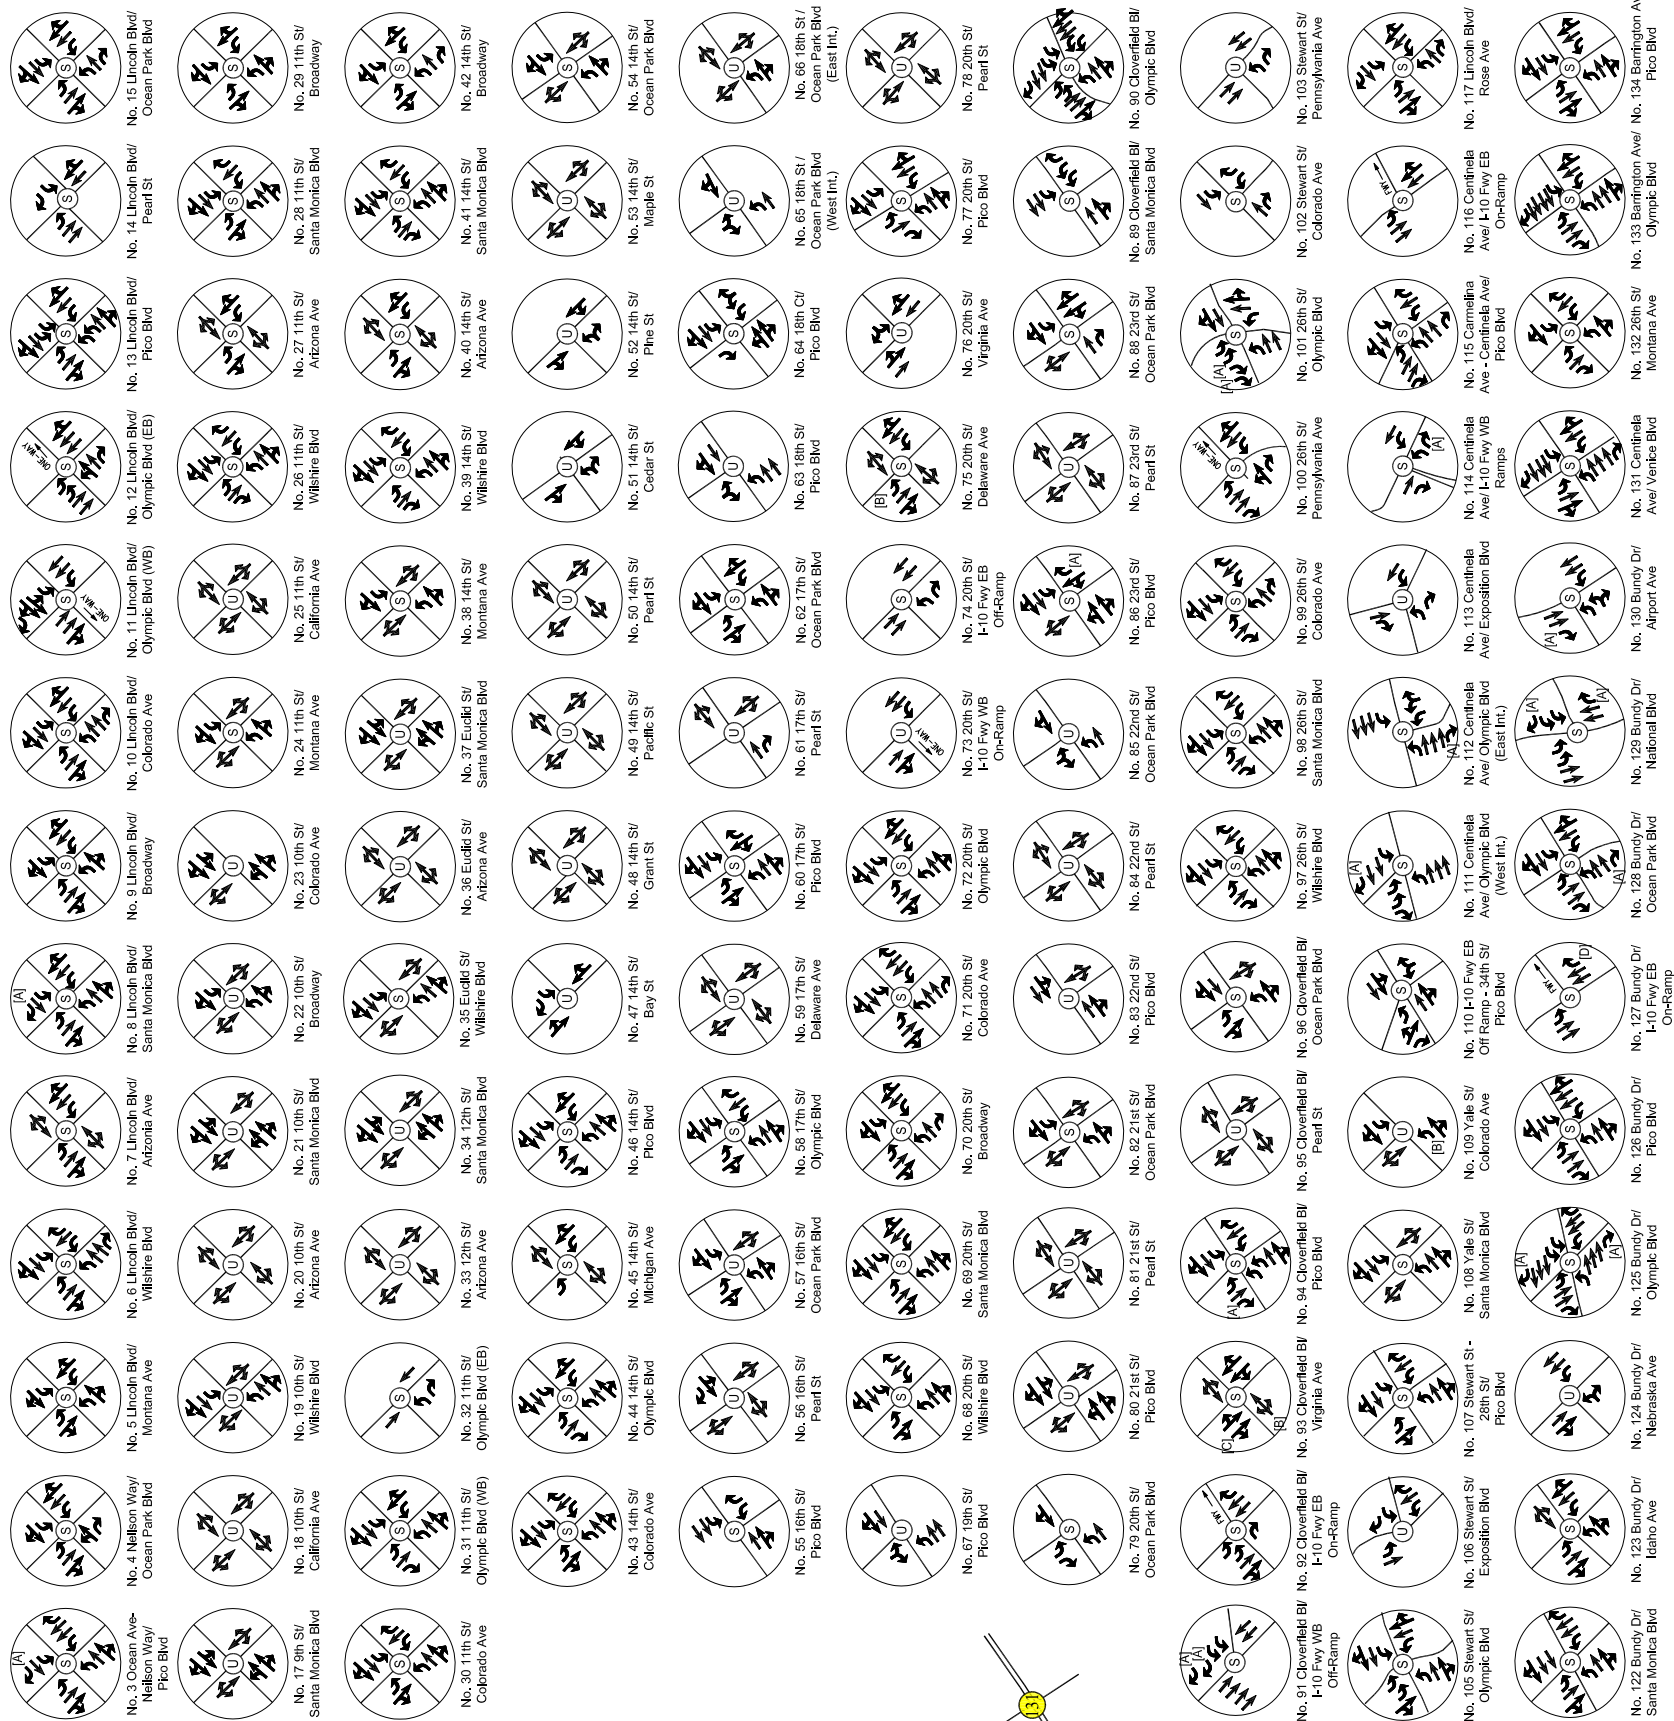 [A]
S
No. 3 Ocean Ave-
Neilson Way/
Pico Blvd
S
No. 4 Neilson Way/
Ocean Park Blvd
S
No. 5 Lincoln Blvd/
Montana Ave
S
No. 6 Lincoln Blvd/
Wilshire Blvd
S
No. 7 Lincoln Blvd/
Arizonia Ave
[A]
S
No. 8 Lincoln Blvd/
Santa Monica Blvd
S
No. 9 Lincoln Blvd/
Broadway
S
No. 10 Lincoln Blvd/
Colorado Ave
S
ONE-WAY
No. 11 Lincoln Blvd/
Olympic Blvd (WB)
ONE-WAY
S
No. 12 Lincoln Blvd/
Olympic Blvd (EB)
S
No. 13 Lincoln Blvd/
Pico Blvd
S
No. 14 Lincoln Blvd/
Pearl St
S
No. 15 Lincoln Blvd/
Ocean Park Blvd
U
No. 17 9th St/
Santa Monica Blvd
U
No. 18 10th St/
California Ave
U
No. 19 10th St/
Wilshire Blvd
U
No. 20 10th St/
Arizona Ave
U
No. 21 10th St/
Santa Monica Blvd
U
No. 22 10th St/
Broadway
U
No. 23 10th St/
Colorado Ave
S
No. 24 11th St/
Montana Ave
U
No. 25 11th St/
California Ave
S
No. 26 11th St/
Wilshire Blvd
S
No. 27 11th St/
Arizona Ave
S
No. 28 11th St/
Santa Monica Blvd
S
No. 29 11th St/
Broadway
S
No. 30 11th St/
Colorado Ave
S
No. 31 11th St/
Olympic Blvd (WB)
S
No. 32 11th St/
Olympic Blvd (EB)
U
No. 33 12th St/
Arizona Ave
U
No. 34 12th St/
Santa Monica Blvd
S
No. 35 Euclid St/
Wilshire Blvd
U
No. 36 Euclid St/
Arizona Ave
U
No. 37 Euclid St/
Santa Monica Blvd
S
No. 38 14th St/
Montana Ave
S
No. 39 14th St/
Wilshire Blvd
S
No. 40 14th St/
Arizona Ave
S
No. 41 14th St/
Santa Monica Blvd
S
No. 42 14th St/
Broadway
S
No. 43 14th St/
Colorado Ave
S
No. 44 14th St/
Olympic Blvd
S
No. 45 14th St/
Michigan Ave
S
No. 46 14th St/
Pico Blvd
U
No. 47 14th St/
Bay St
U
No. 48 14th St/
Grant St
U
No. 49 14th St/
Pacific St
U
No. 50 14th St/
Pearl St
U
No. 51 14th St/
Cedar St
U
No. 52 14th St/
Pine St
U
No. 53 14th St/
Maple St
S
No. 54 14th St/
Ocean Park Blvd
S
No. 55 16th St/
Pico Blvd
U
No. 56 16th St/
Pearl St
S
No. 57 16th St/
Ocean Park Blvd
S
No. 58 17th St/
Olympic Blvd
U
No. 59 17th St/
Delaware Ave
S
No. 60 17th St/
Pico Blvd
U
No. 61 17th St/
Pearl St
S
No. 62 17th St/
Ocean Park Blvd
U
No. 63 18th St/
Pico Blvd
S
No. 64 18th Ct/
Pico Blvd
U
No. 65 18th St /
Ocean Park Blvd
(West Int.)
U
No. 66 18th St /
Ocean Park Blvd
(East Int.)
U
No. 67 19th St/
Pico Blvd
S
No. 68 20th St/
Wilshire Blvd
S
No. 69 20th St/
Santa Monica Blvd
S
No. 70 20th St/
Broadway
S
No. 71 20th St/
Colorado Ave
S
No. 72 20th St/
Olympic Blvd
U
ONE-WAY
No. 73 20th St/
I-10 Fwy WB
On-Ramp
S
No. 74 20th St/
I-10 Fwy EB
Off-Ramp
[B]
S
No. 75 20th St/
Delaware Ave
U
No. 76 20th St/
Virginia Ave
S
No. 77 20th St/
Pico Blvd
U
No. 78 20th St/
Pearl St
S
No. 79 20th St/
Ocean Park Blvd
U
No. 80 21st St/
Pico Blvd
U
No. 81 21st St/
Pearl St
S
No. 82 21st St/
Ocean Park Blvd
U
No. 83 22nd St/
Pico Blvd
U
No. 84 22nd St/
Pearl St
U
No. 85 22nd St/
Ocean Park Blvd
S
[A]
No. 86 23rd St/
Pico Blvd
U
No. 87 23rd St/
Pearl St
S
No. 88 23rd St/
Ocean Park Blvd
S
No. 89 Cloverfield Bl/
Santa Monica Blvd
S
No. 90 Cloverfield Bl/
Olympic Blvd
131
[A]
[A]
S
No. 91 Cloverfield Bl/
I-10 Fwy WB
Off-Ramp
FWY
S
No. 92 Cloverfield Bl/
I-10 Fwy EB
On-Ramp
[C]
S
[B]
No. 93 Cloverfield Bl/
Virginia Ave
S
[A]
No. 94 Cloverfield Bl/
Pico Blvd
U
No. 95 Cloverfield Bl/
Pearl St
S
No. 96 Cloverfield Bl/
Ocean Park Blvd
S
No. 97 26th St/
Wilshire Blvd
S
No. 98 26th St/
Santa Monica Blvd
S
No. 99 26th St/
Colorado Ave
ONE-WAY
S
No. 100 26th St/
Pennsylvania Ave
[A]
[A]
S
No. 101 26th St/
Olympic Blvd
S
No. 102 Stewart St/
Colorado Ave
U
No. 103 Stewart St/
Pennsylvania Ave
S
No. 105 Stewart St/
Olympic Blvd
U
No. 106 Stewart St/
Exposition Blvd
S
No. 107 Stewart St -
28th St/
Pico Blvd
S
No. 108 Yale St/
Santa Monica Blvd
U
[B]
No. 109 Yale St/
Colorado Ave
S
No. 110 I-10 Fwy EB
Off Ramp - 34th St/
Pico Blvd
[A]
S
No. 111 Centinela
Ave/ Olympic Blvd
(West Int.)
S
[A]
No. 112 Centinela
Ave/ Olympic Blvd
(East Int.)
U
No. 113 Centinela
Ave/ Exposition Blvd
S
[A]
No. 114 Centinela
Ave/ I-10 Fwy WB
Ramps
S
No. 115 Carmelina
Ave - Centinela Ave/
Pico Blvd
FWY
S
No. 116 Centinela
Ave/ I-10 Fwy EB
On-Ramp
S
No. 117 Lincoln Blvd/
Rose Ave
S
No. 122 Bundy Dr/
Santa Monica Blvd
S
No. 123 Bundy Dr/
Idaho Ave
U
No. 124 Bundy Dr/
Nebraska Ave
[A]
S
[A]
No. 125 Bundy Dr/
Olympic Blvd
S
No. 126 Bundy Dr/
Pico Blvd
FWY
S
[D]
No. 127 Bundy Dr/
I-10 Fwy EB
On-Ramp
S
[A]
No. 128 Bundy Dr/
Ocean Park Blvd
[A]
S
[A]
No. 129 Bundy Dr/
National Blvd
[A]
S
No. 130 Bundy Dr/
Airport Ave
S
No. 131 Centinela
Ave/ Venice Blvd
S
No. 132 26th St/
Montana Ave
S
No. 133 Barrington Ave/
Olympic Blvd
S
No. 134 Barrington Av
Pico Blvd